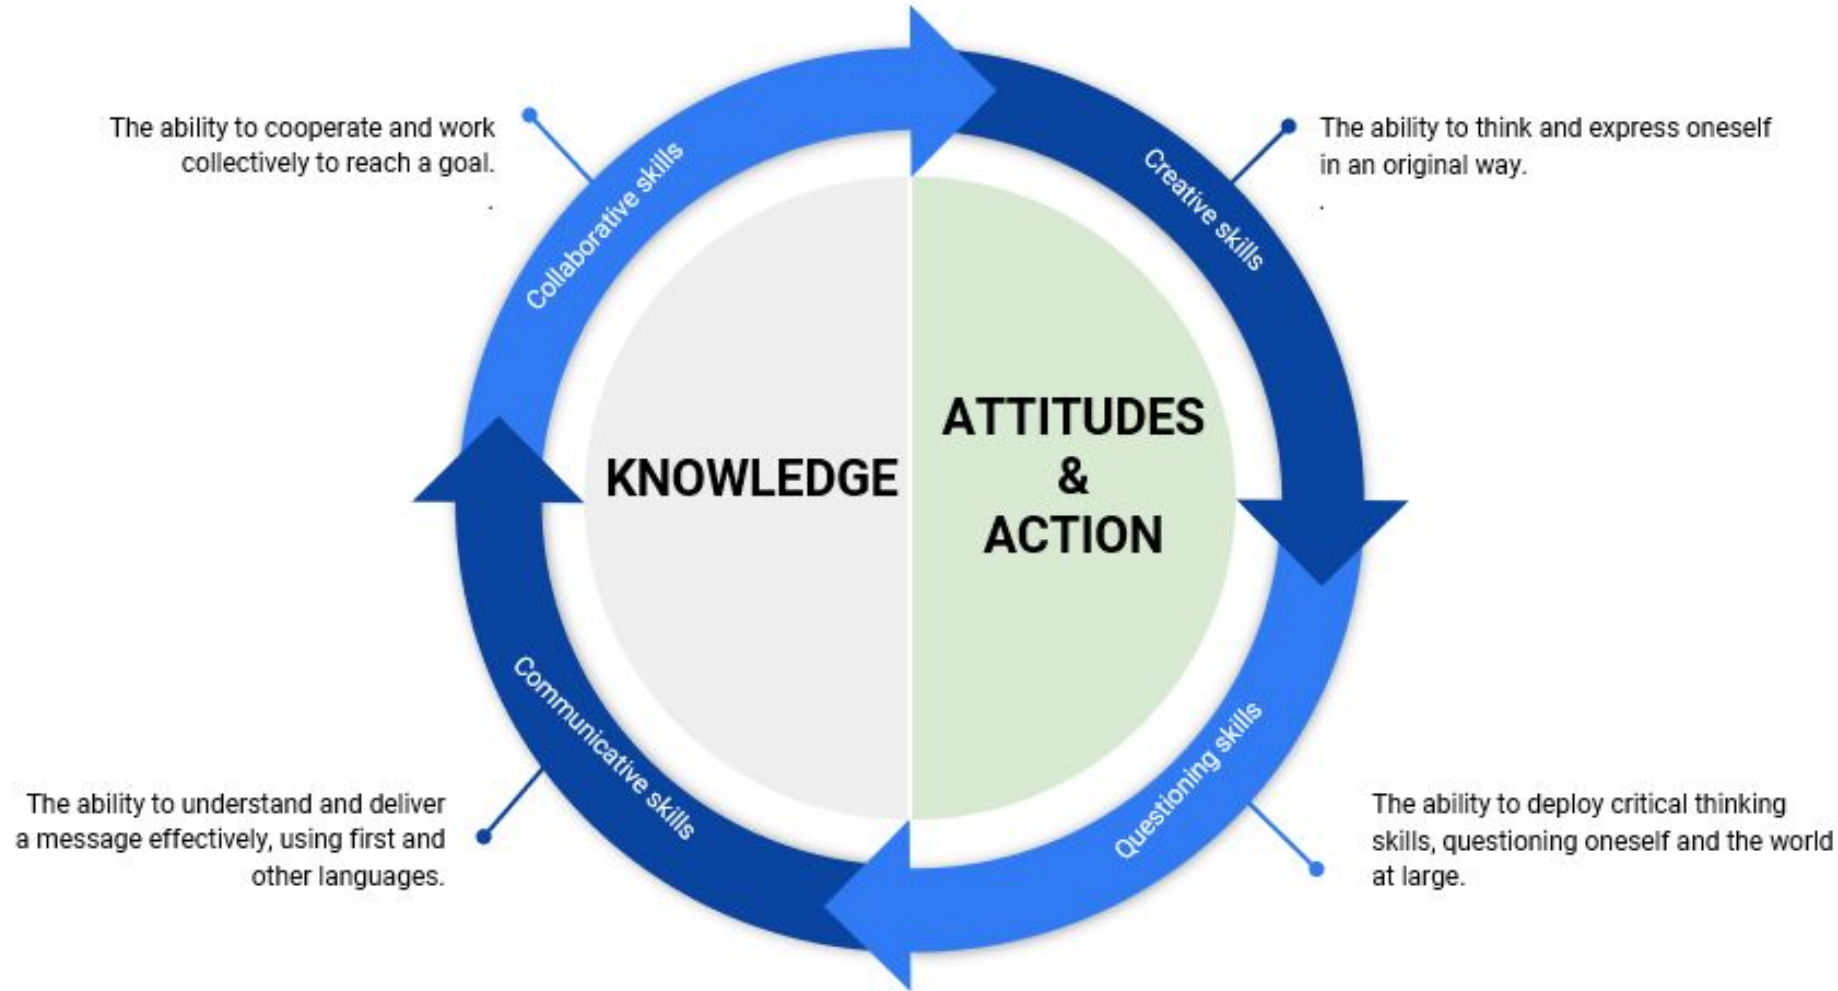 The ability to cooperate and work
collectively to reach a goal.
.
Collaborative skills
Creative skills
The ability to think and express oneself
in an original way.
.
KNOWLEDGE
ATTITUDES
&
ACTION
Communicative skills
The ability to understand and deliver
a message effectively, using first and
other languages.
Questioning skills
The ability to deploy critical thinking
skills, questioning oneself and the world
at large.